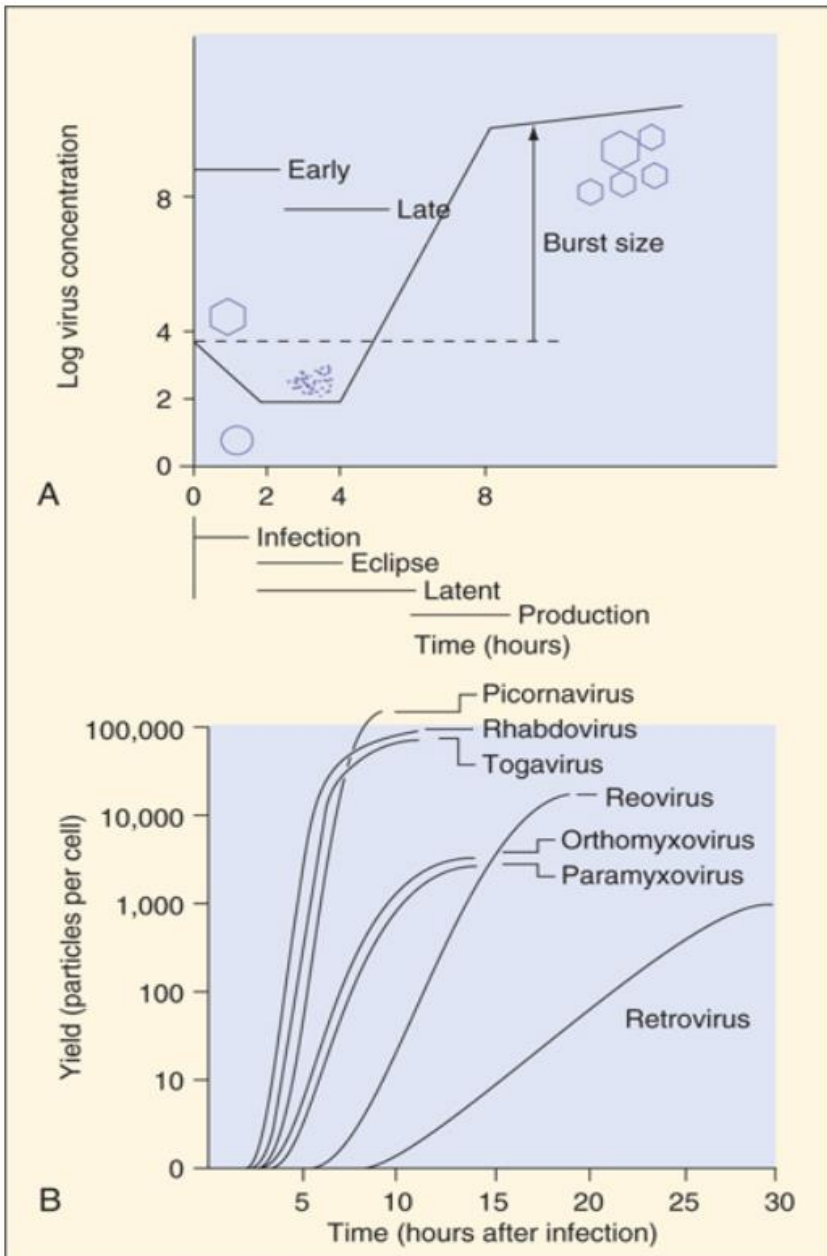 Log virus concentration
8
4
2
0
Early
Late
Burst size
A
0 2 4 8
Infection
Eclipse
Latent
Production
Time (hours)
Yield (particles per cell)
100,000
10,000
1,000
100
10
0
Picornavirus
Rhabdovirus
Togavirus
Reovirus
Orthomyxovirus
Paramyxovirus
Retrovirus
B
5 10 15 20 25 30
Time (hours after infection)